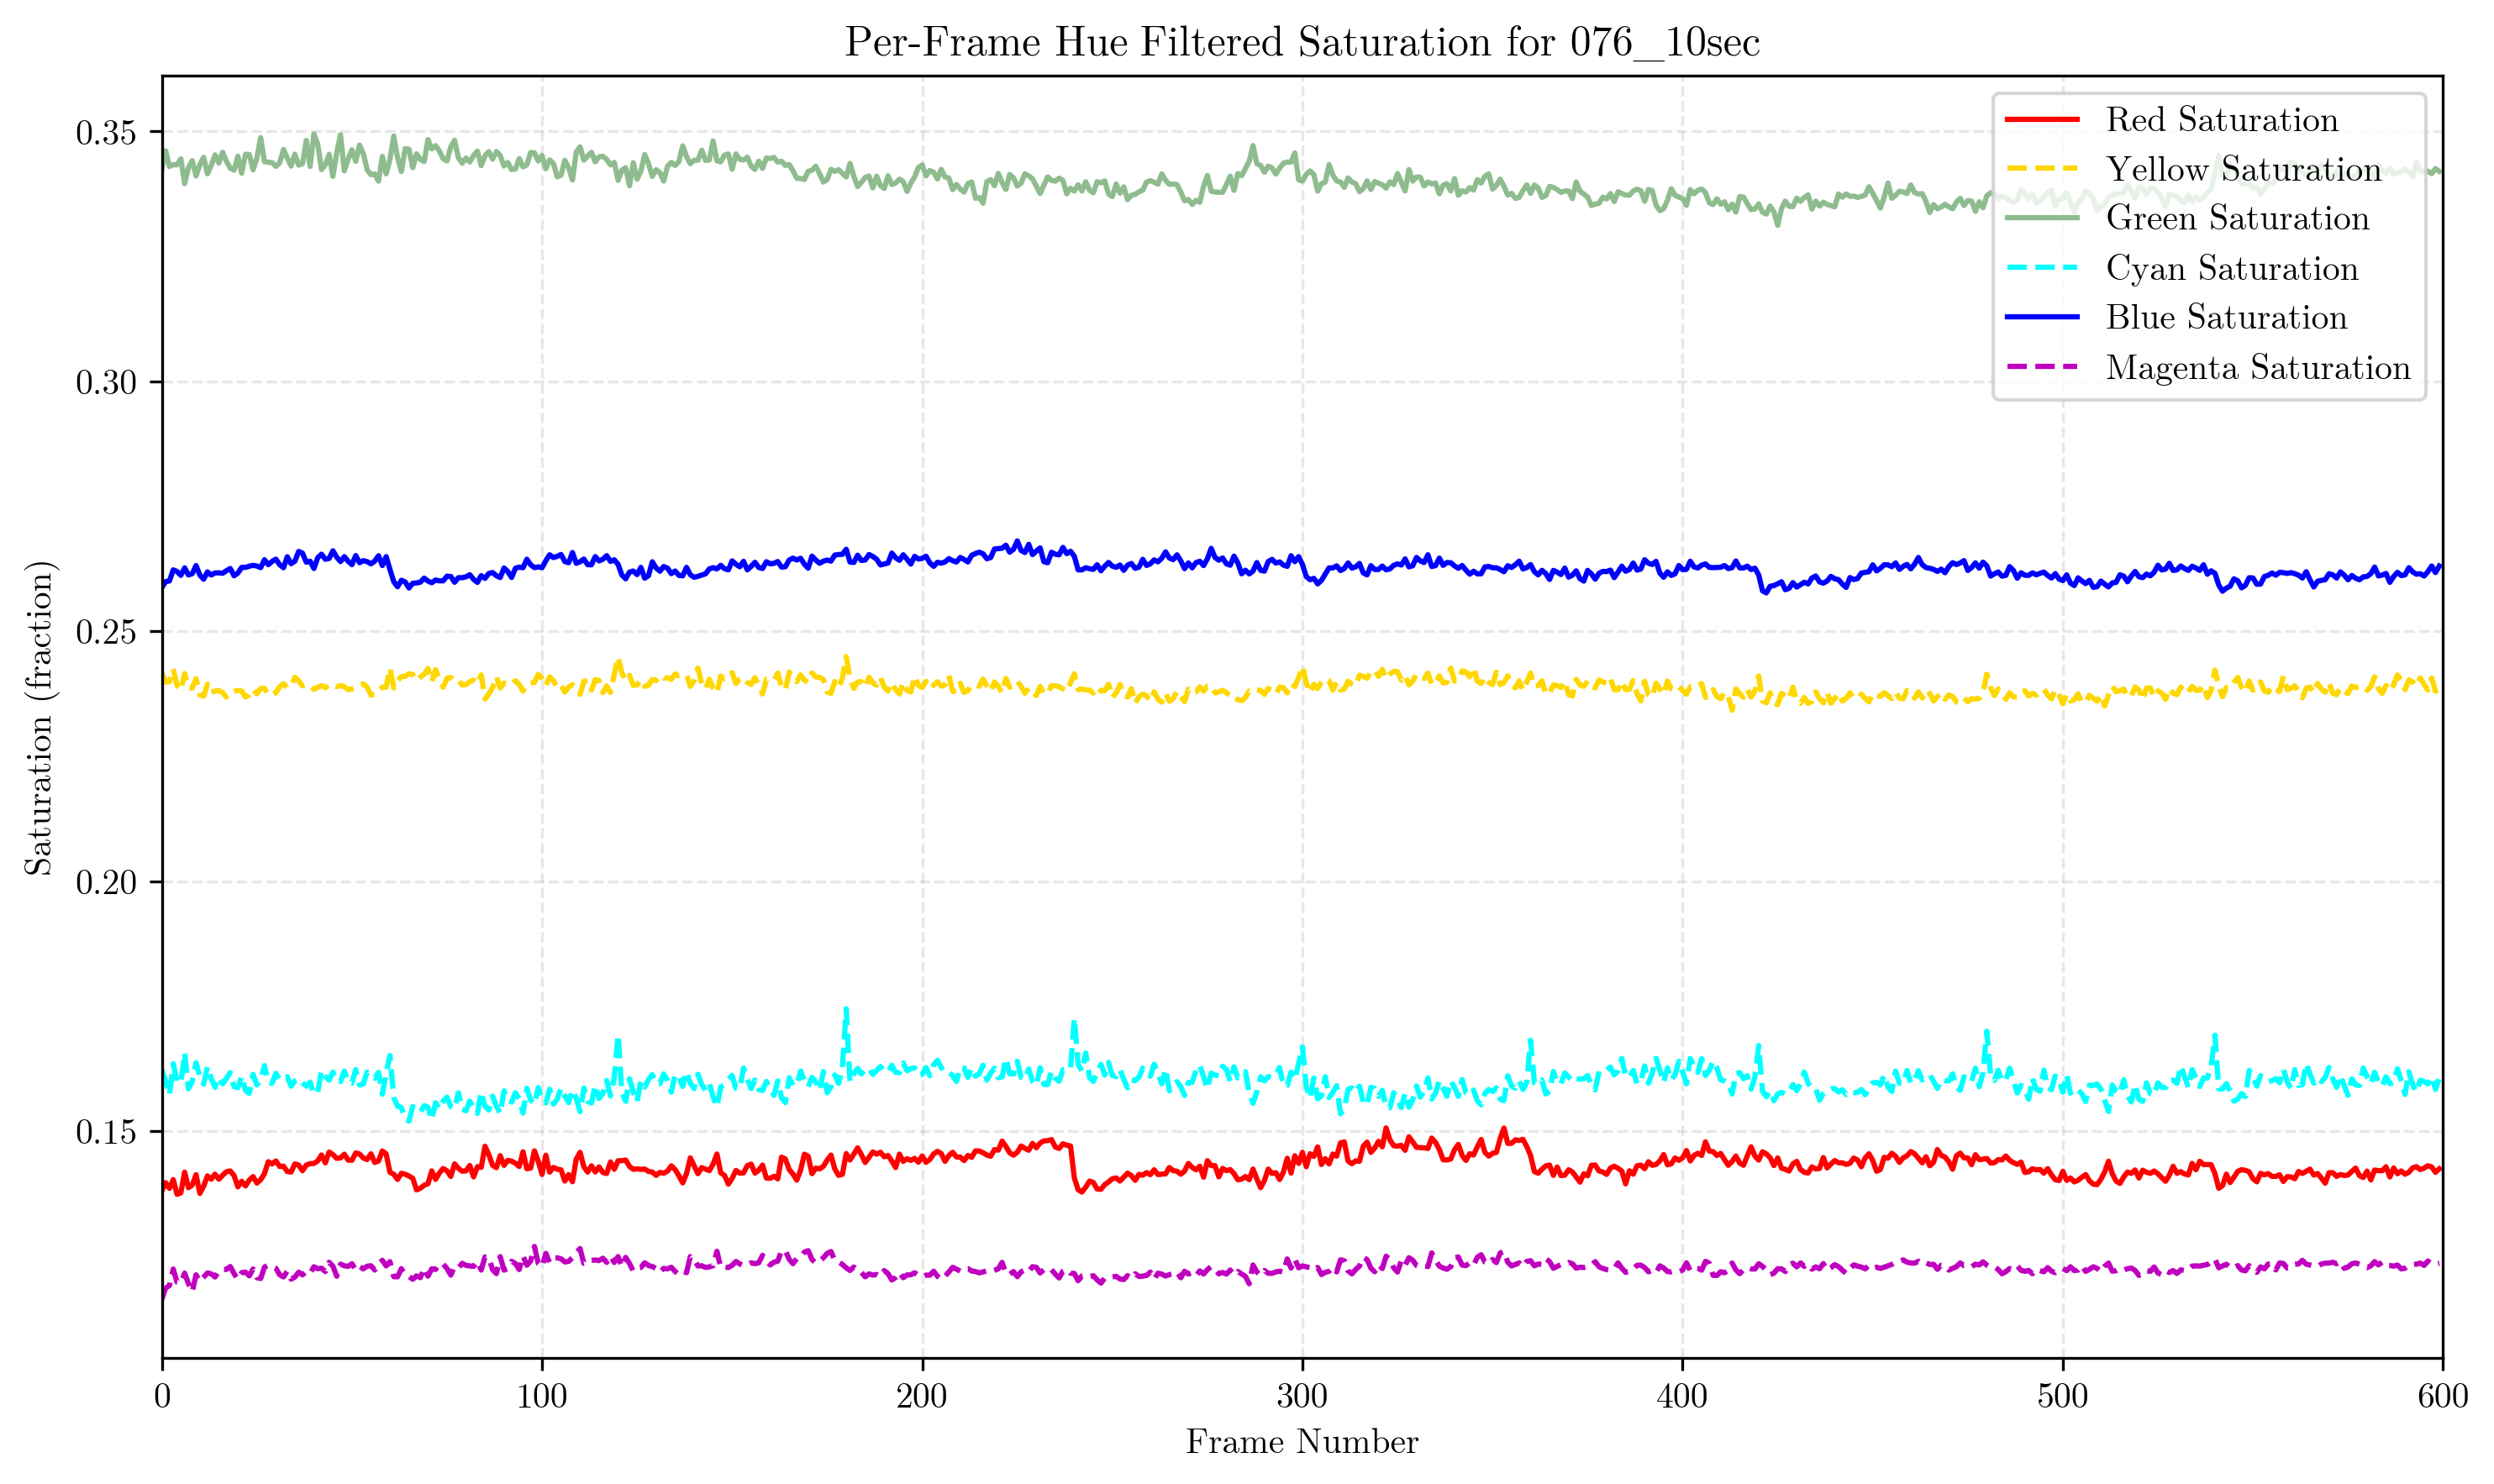 Per-Frame Hue Filtered Saturation for 076_10sec
Saturation (fraction)
0.35
0.30
0.25
0.20
0.15
Red Saturation
Yellow Saturation
Green Saturation
Cyan Saturation
Blue Saturation
Magenta Saturation
0 100 200 300 400 500 600
Frame Number